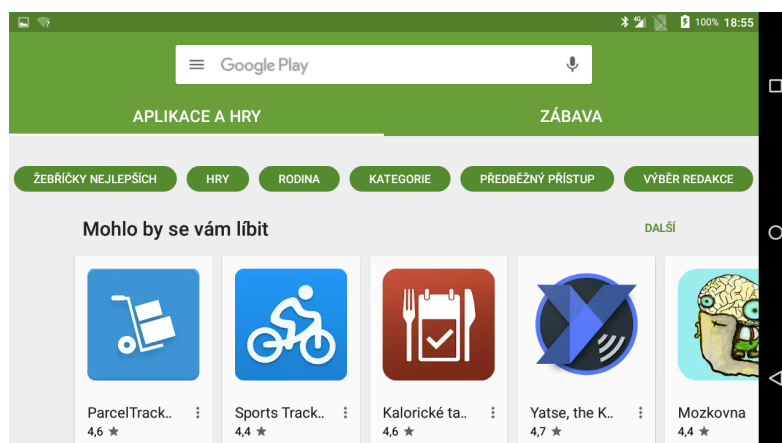 4G 100% 18:55
Google Play
APLIKACE A HRY ZÁBAVA
ŽEBŘÍČKY NEJLEPŠÍCH HRY RODINA KATEGORIE PŘEDBĚŽNÝ PŘÍSTUP VÝBĚR REDAKCE
Mohlo by se vám líbit DALŠÍ
ParcelTrack.. Sports Track.. Kalorické ta.. Yatse, the K.. Mozkovna
4,6 ★ 4,4 ★ 4,6 ★ 4,7 ★ 4,4 ★